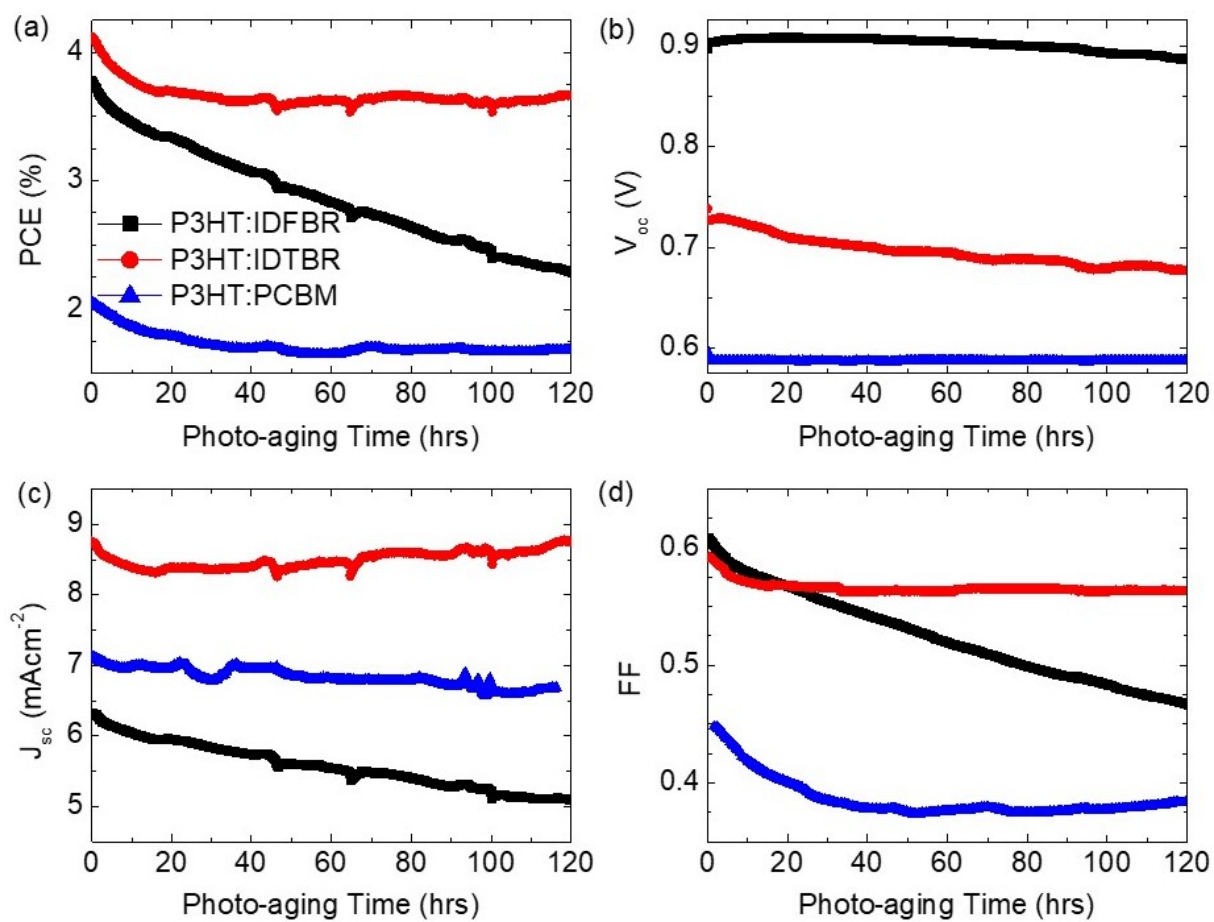 (a)
4
3
2
PCE (%)
P3HT:IDFBR
P3HT:IDTBR
P3HT:PCBM
0 20 40 60 80 100 120
Photo-aging Time (hrs)
(b)
0.9
0.8
0.7
0.6
Voc (V)
0 20 40 60 80 100 120
Photo-aging Time (hrs)
(c)
9
8
7
6
5
Jsc (mAcm-2)
0 20 40 60 80 100 120
Photo-aging Time (hrs)
(d)
0.6
0.5
0.4
FF
0 20 40 60 80 100 120
Photo-aging Time (hrs)